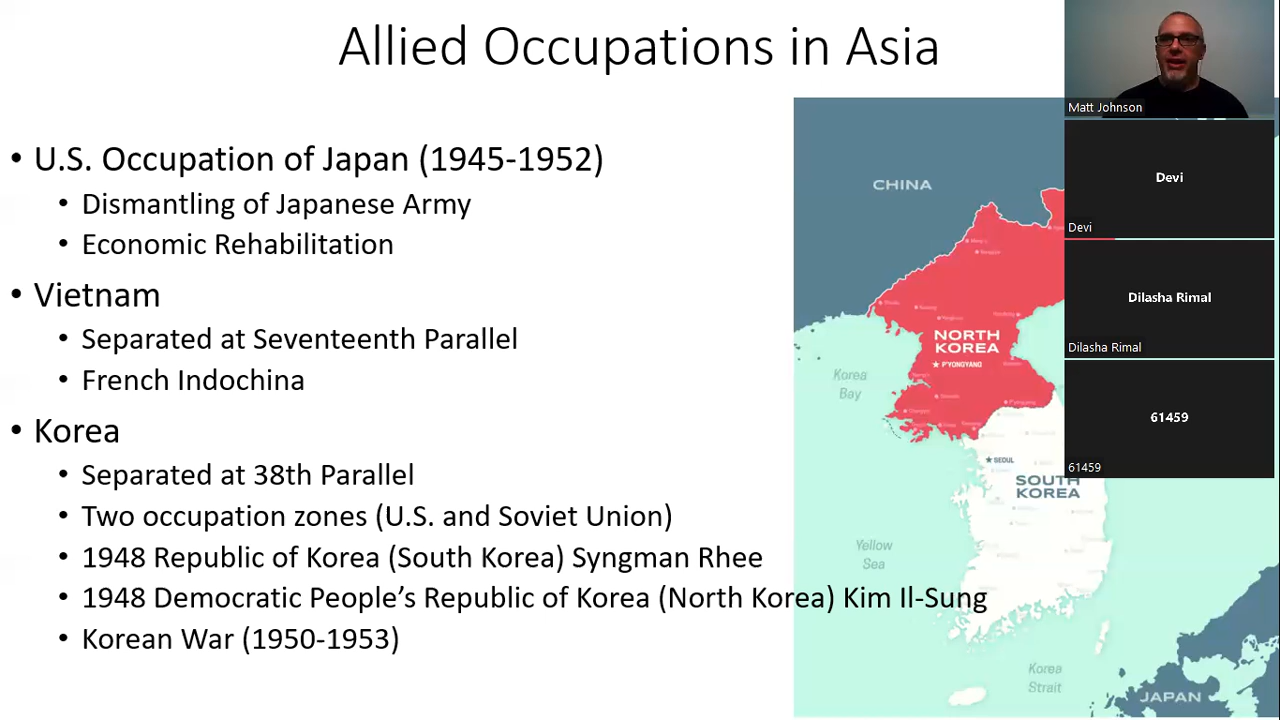 Allied Occupations in Asia
• U.S. Occupation of Japan (1945-1952)
• Dismantling of Japanese Army
• Economic Rehabilitation
• Vietnam
• Separated at Seventeenth Parallel
• French Indochina
• Korea
• Separated at 38th Parallel
• Two occupation zones (U.S. and Soviet Union)
• 1948 Republic of Korea (South Korea) Syngman Rhee
• 1948 Democratic People’s Republic of Korea (North Korea) Kim Il-Sung
• Korean War (1950-1953)
CHINA
NORTH
KOREA
P'YONGYANG
Korea
Bay
SEOUL
SOUTH
KOREA
Yellow
Sea
Korea
Strait
JAPAN
Matt Johnson
Devi
Devi
Dilasha Rimal
Dilasha Rimal
61459
61459